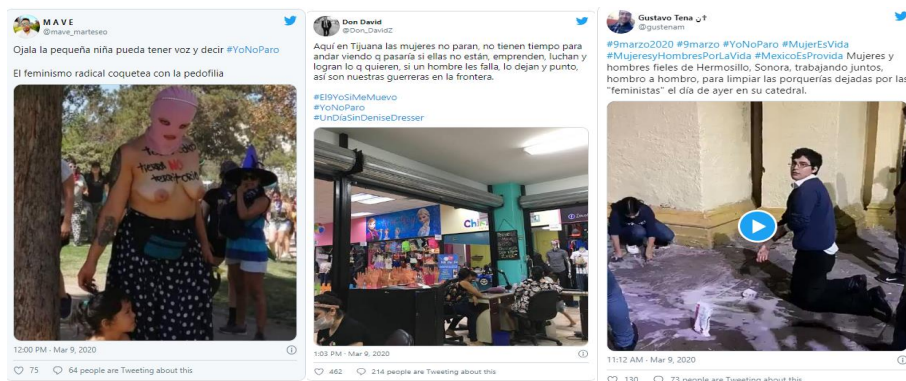 M A V E
@mave_marteseo
Ojala la pequeña niña pueda tener voz y decir #YoNoParo
El feminismo radical coquetea con la pedofilia
12:00 PM · Mar 9, 2020
75 64 people are Tweeting about this
Don David
@Don_DavidZ
Aquí en Tijuana las mujeres no paran, no tienen tiempo para
andar viendo q pasaría si ellas no están, emprenden, luchan y
logran lo q quieren, si un hombre les falla, lo dejan y punto,
así son nuestras guerreras en la frontera.
#El9YoSiMeMuevo
#YoNoParo
#UnDíaSinDeniseDresser
1:03 PM · Mar 9, 2020
462 214 people are Tweeting about this
Gustavo Tena ن✝
@gustenam
#9marzo2020 #9marzo #YoNoParo #MujerEsVida
#MujeresyHombresPorLaVida #MexicoEsProvida Mujeres y
hombres fieles de Hermosillo, Sonora, trabajando juntos,
hombro a hombro, para limpiar las porquerías dejadas por las
"feministas" el día de ayer en su catedral.
11:12 AM · Mar 9, 2020
130 73 people are Tweeting about this